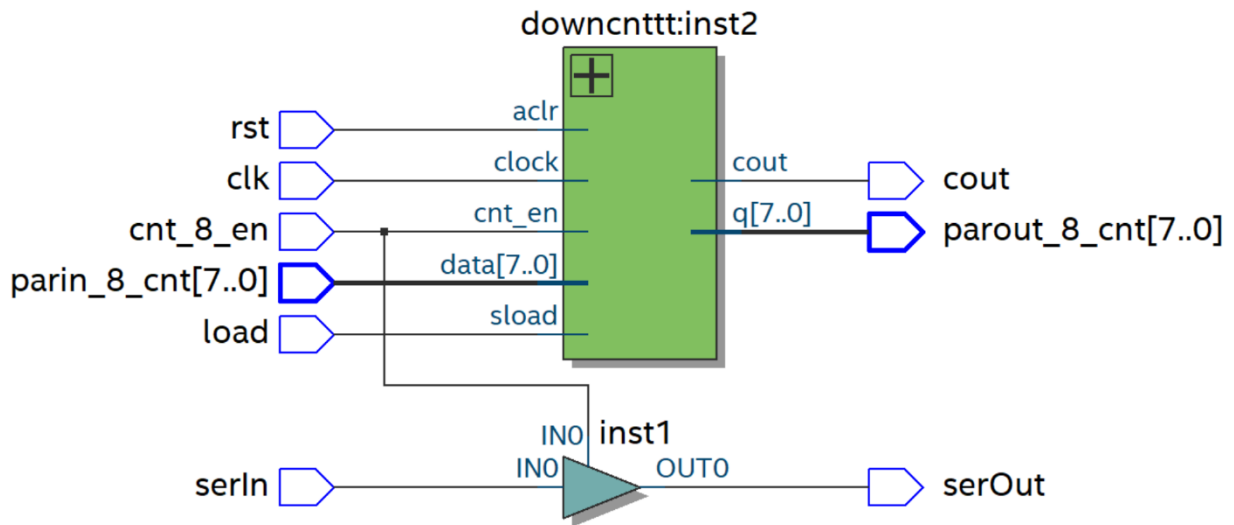 downcnttt:inst2
rst
aclr
clk
clock
cout
cout
cnt_8_en
cnt_en
q[7..0]
parout_8_cnt[7..0]
parin_8_cnt[7..0]
data[7..0]
load
sload
IN0
inst1
serIn
IN0
OUT0
serOut